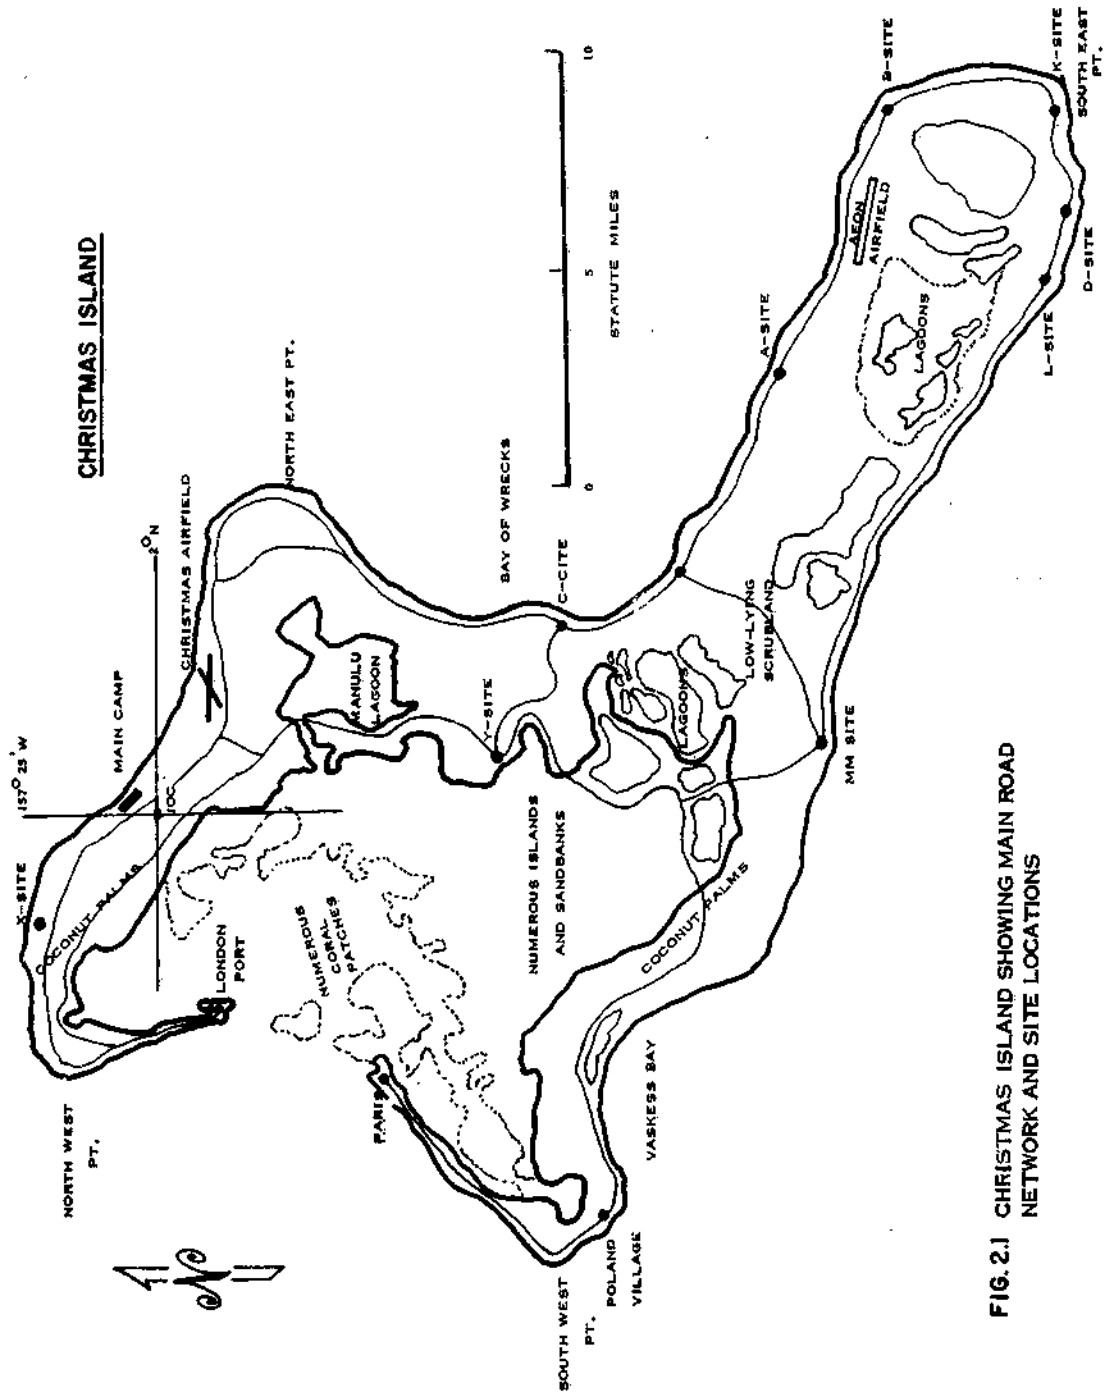 CHRISTMAS ISLAND
157° 25' W
X-SITE
MAIN CAMP
CHRISTMAS AIRFIELD
2°N
NORTH EAST PT.
COCONUT PALMS
LONDON
PORT
NORTH WEST
PT.
MANULU
LAGOON
NUMEROUS
CORAL
PATCHES
BAY OF WRECKS
0
5
10
STATUTE MILES
PARIS
Y-SITE
C-CITE
NUMEROUS ISLANDS
AND SANDBANKS
LAGOONS
LOW-LYING
SCRUBLAND
A-SITE
AEON
AIRFIELD
B-SITE
LAGOONS
SOUTH WEST
PT.
POLAND
VILLAGE
VASKESS BAY
COCONUT PALMS
MM SITE
L-SITE
D-SITE
K-SITE
SOUTH EAST
PT.
FIG. 2.1 CHRISTMAS ISLAND SHOWING MAIN ROAD
NETWORK AND SITE LOCATIONS